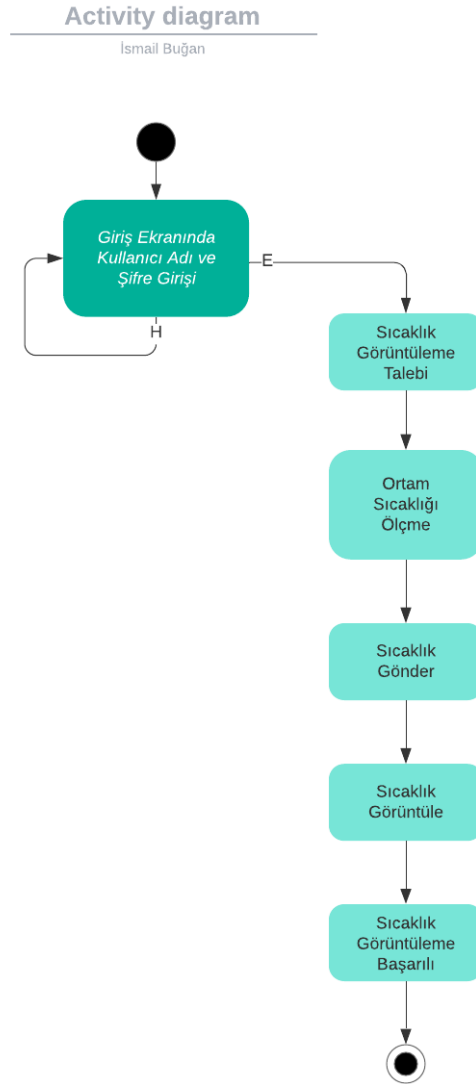 Activity diagram
İsmail Buğan
Giriş Ekranında
Kullanıcı Adı ve
Şifre Girişi
E
H
Sıcaklık
Görüntüleme
Talebi
Ortam
Sıcaklığı
Ölçme
Sıcaklık
Gönder
Sıcaklık
Görüntüle
Sıcaklık
Görüntüleme
Başarılı